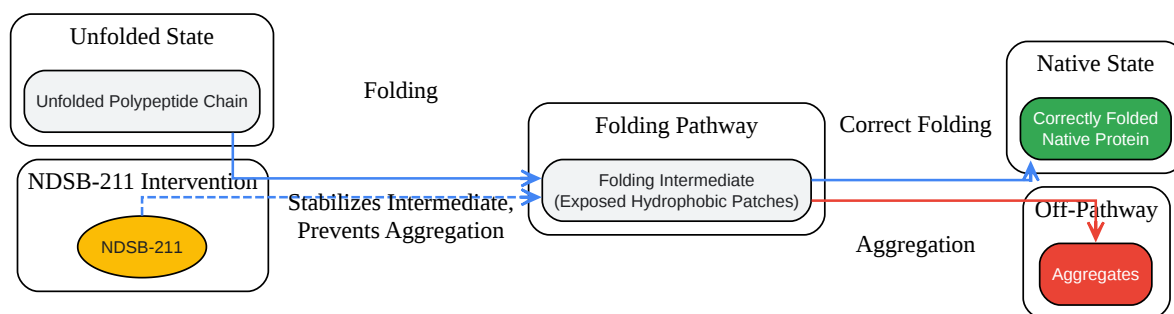 Unfolded State
Unfolded Polypeptide Chain
Folding
NDSB-211 Intervention
NDSB-211
Stabilizes Intermediate,
Prevents Aggregation
Folding Pathway
Folding Intermediate
(Exposed Hydrophobic Patches)
Correct Folding
Aggregation
Native State
Correctly Folded
Native Protein
Off-Pathway
Aggregates